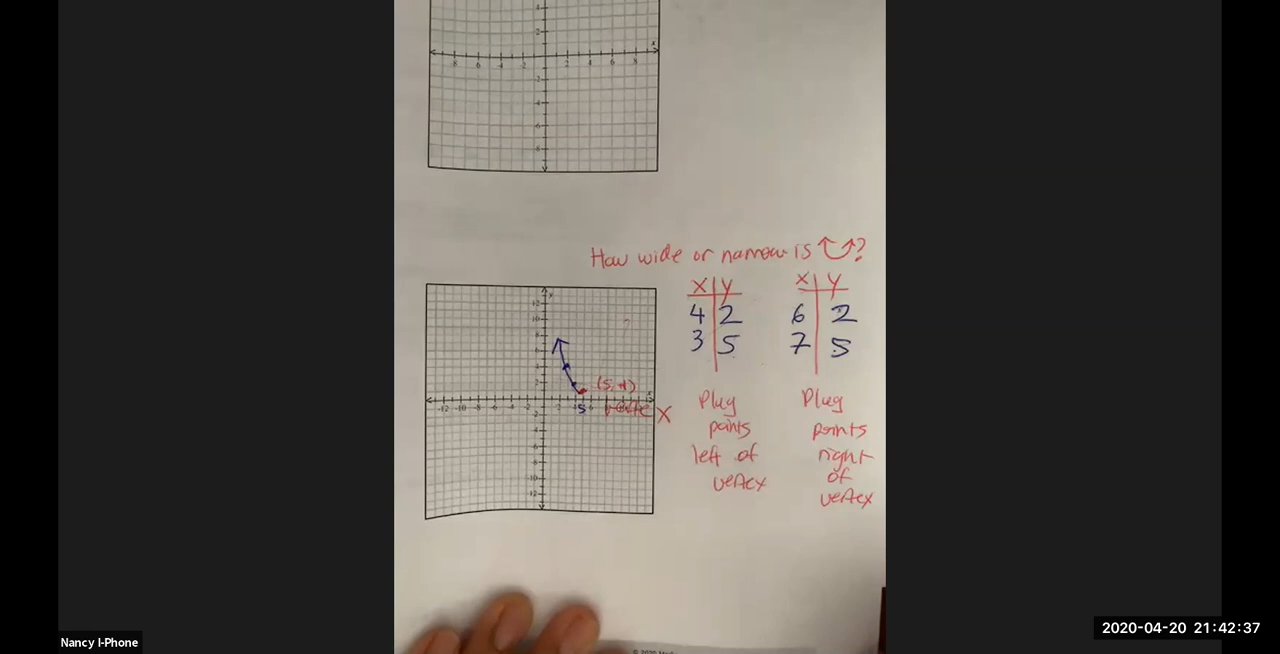 How wide or narrow is ?
X Y
4 2
3 5
X Y
6 2
7 5
(5, 1)
vertex
5
Plug
points
left of
vertex
Plug
points
right
of
vertex
Nancy I-Phone
2020-04-20 21:42:37